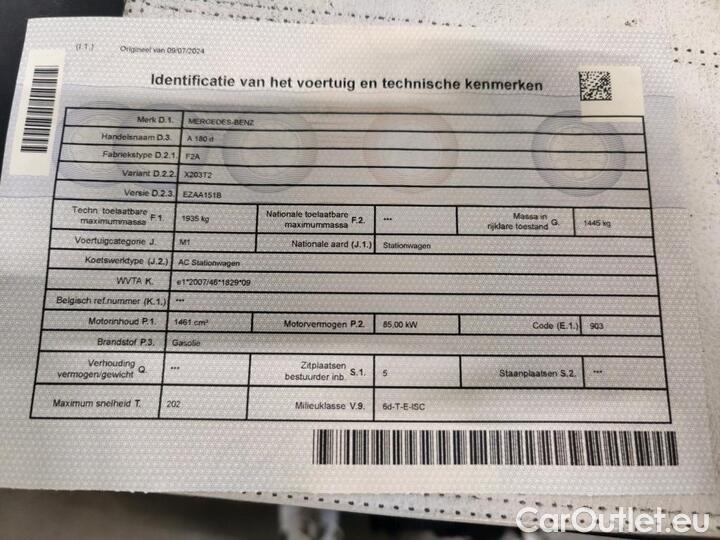 (I.1.) Origineel van 09/07/2024
Identificatie van het voertuig en technische kenmerken
Merk D.1. MERCEDES-BENZ
Handelsnaam D.3. A 180 d
Fabriekstype D.2.1. F2A
Variant D.2.2. X203T2
Versie D.2.3. EZAA151B
Techn. toelaatbare maximummassa F.1. 1935 kg Nationale toelaatbare maximummassa F.2. *** Massa in rijklare toestand G. 1445 kg
Voertuigcategorie J. M1 Nationale aard (J.1.) Stationwagen
Koetswerktype (J.2.) AC Stationwagen
WVTA K. e1*2007/46*1829*09
Belgisch ref.nummer (K.1.) ***
Motorinhoud P.1. 1461 cm³ Motorvermogen P.2. 85,00 kW Code (E.1.) 903
Brandstof P.3. Gasolie
Verhouding vermogen/gewicht Q. *** Zitplaatsen bestuurder inb. S.1. 5 Staanplaatsen S.2. ***
Maximum snelheid T. 202 Milieuklasse V.9. 6d-T-E-ISC
CarOutlet.eu